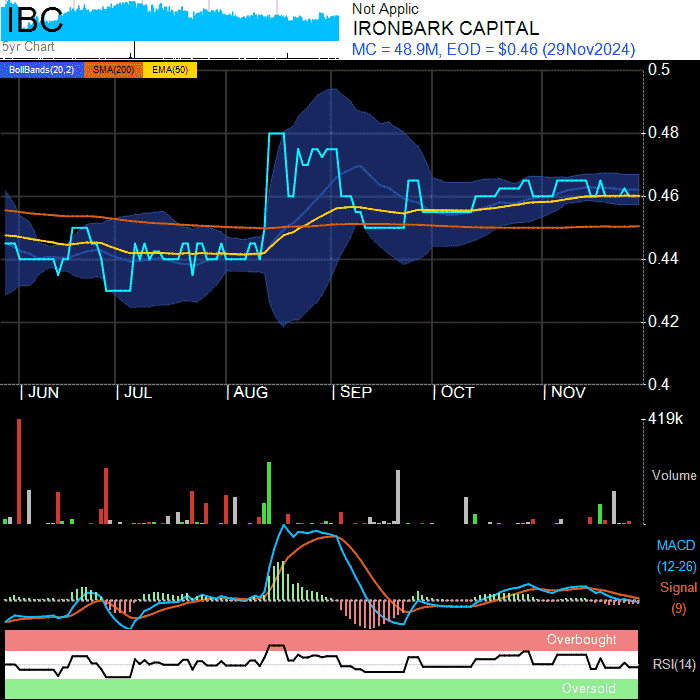 IBC
5yr Chart
Not Applic
IRONBARK CAPITAL
MC = 48.9M, EOD = $0.46 (29Nov2024)
BollBands(20,2) SMA(200) EMA(50)
0.5
0.48
0.46
0.44
0.42
0.4
|JUN |JUL |AUG |SEP |OCT |NOV
419k
Volume
MACD
(12-26)
Signal
(9)
Overbought
RSI(14)
Oversold